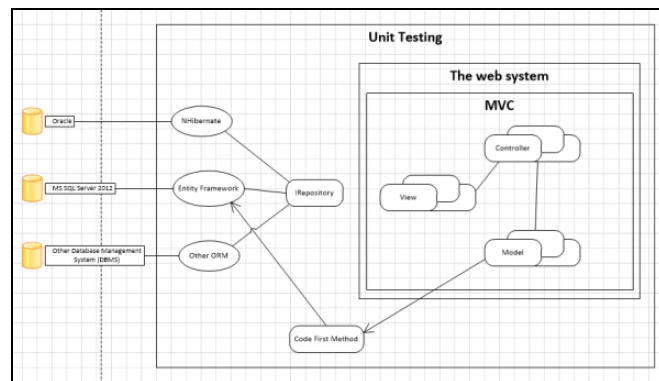 Unit Testing
The web system
MVC
Controller
View
Model
Oracle
NHibernate
MS SQL Server 2012
Entity Framework
IRepository
Other Database Management
System (DBMS)
Other ORM
Code First Method